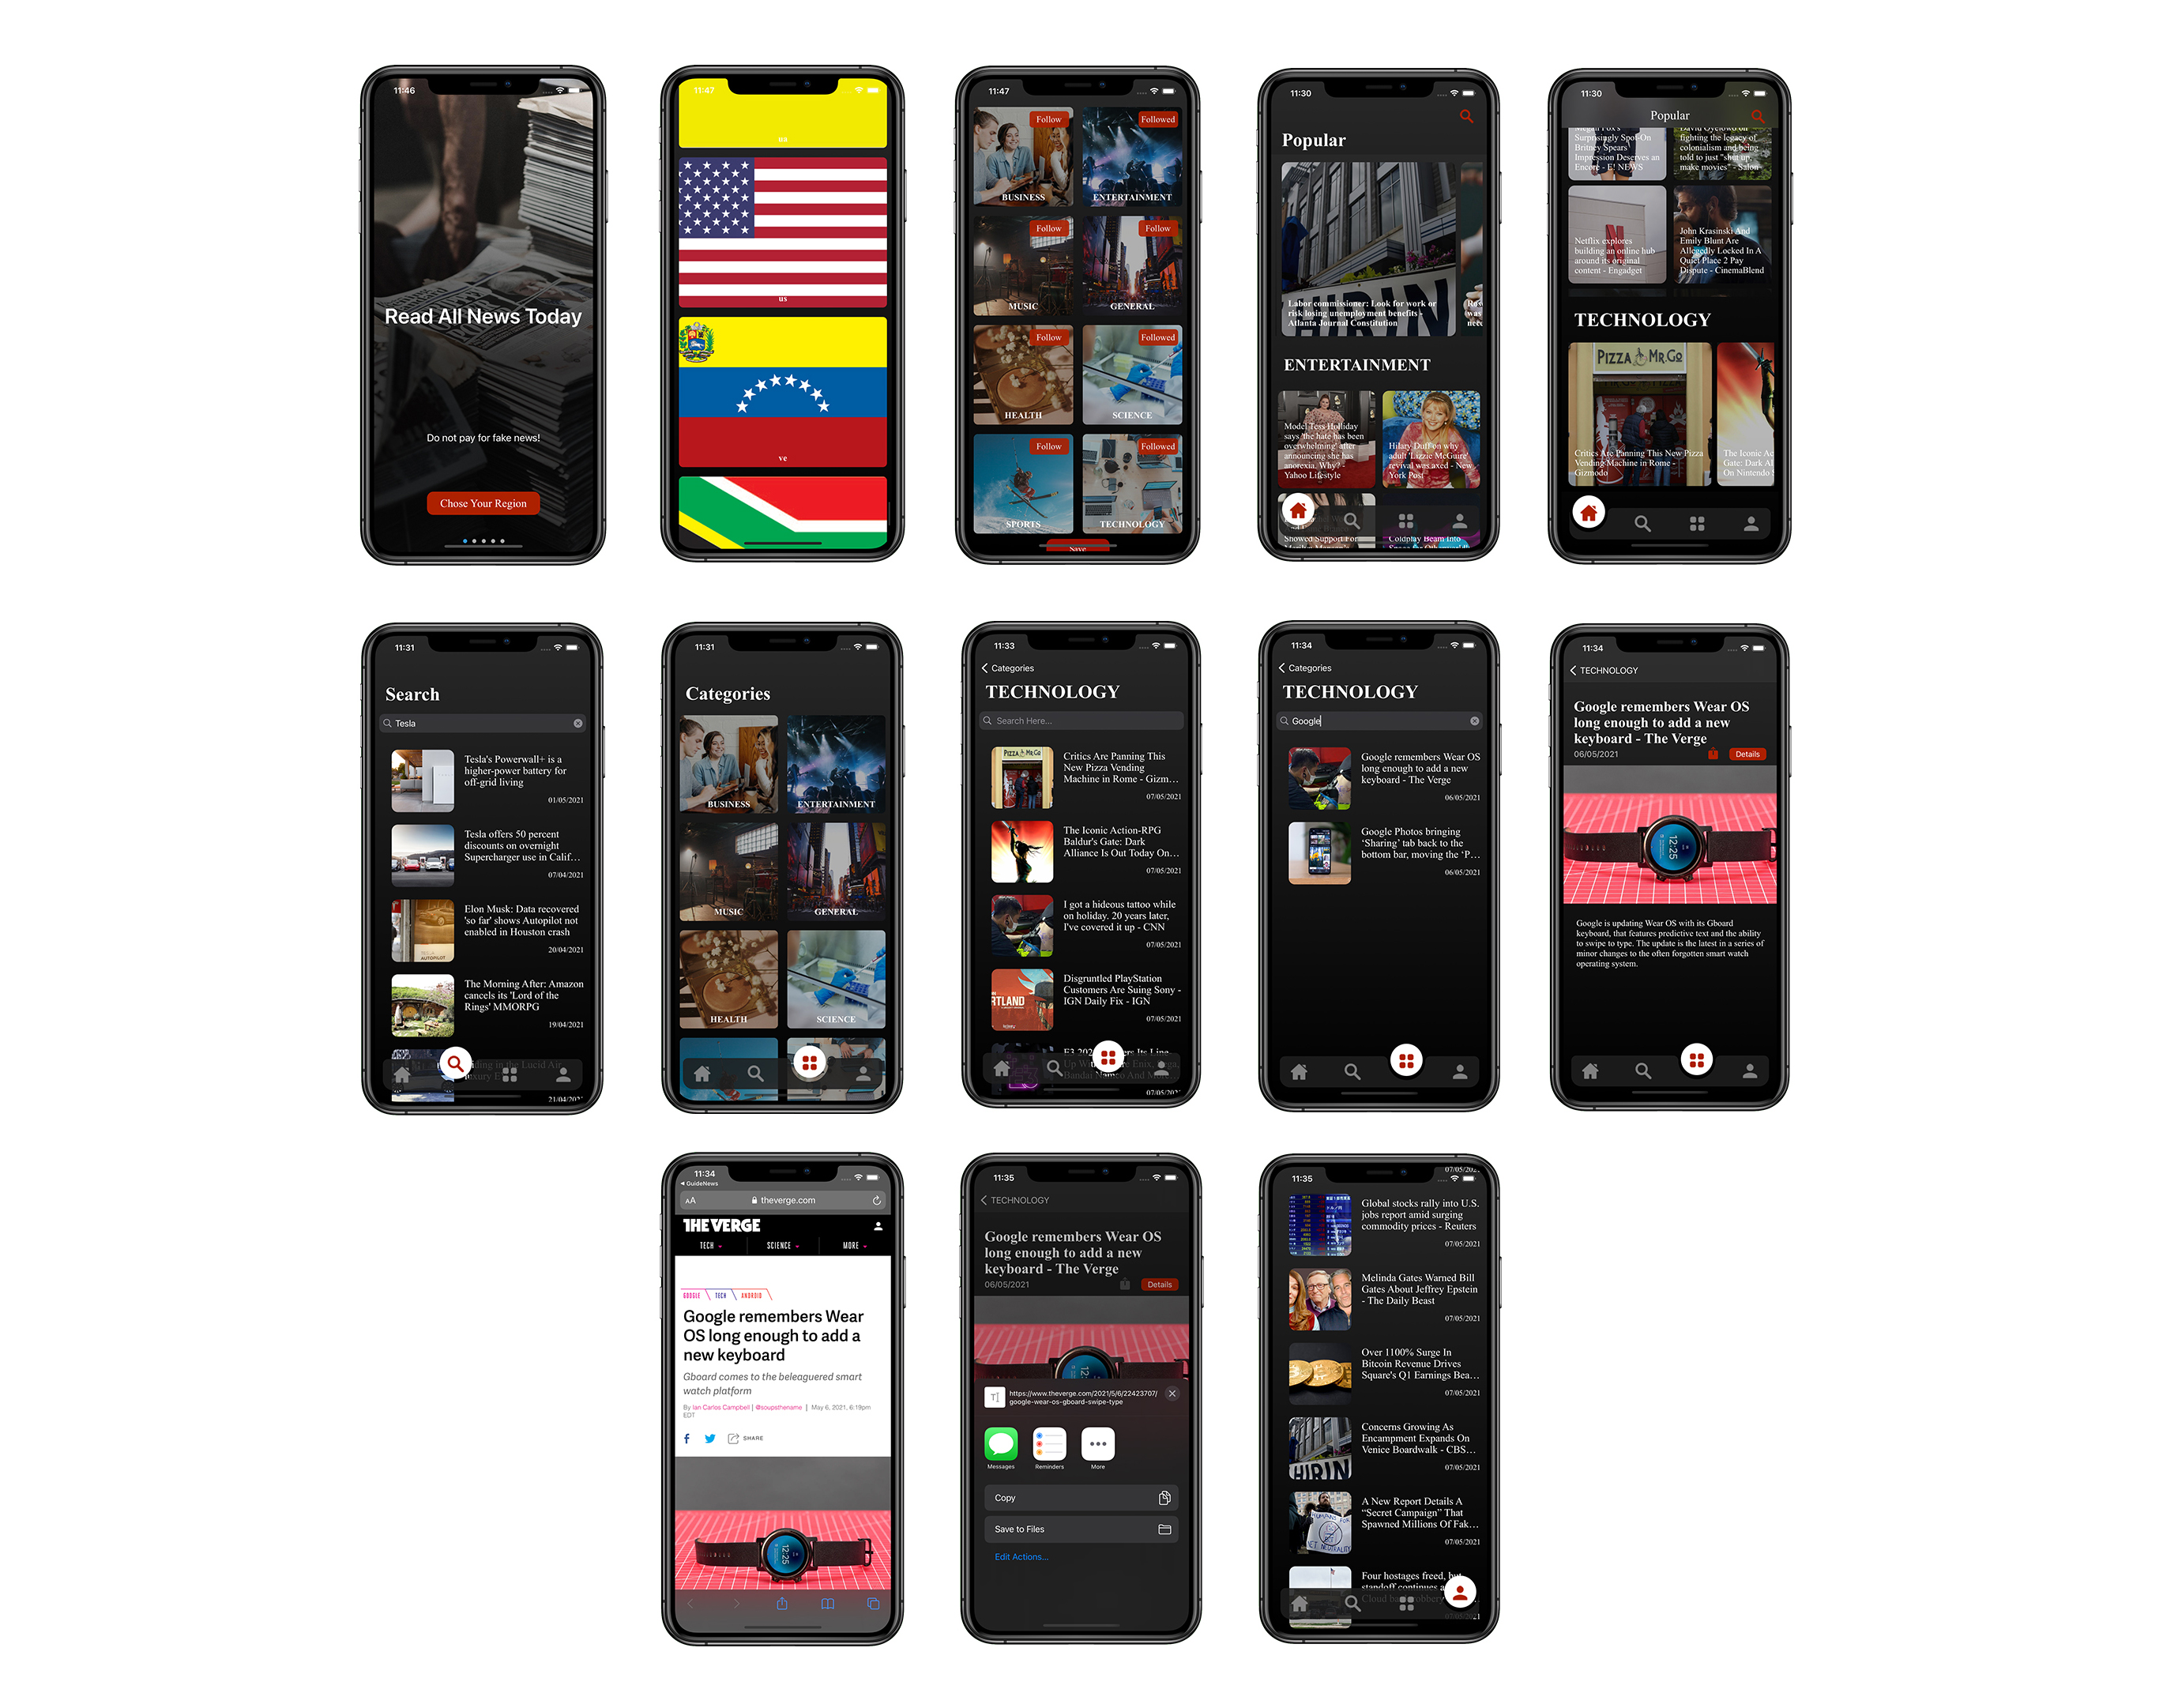 11:46
Read All News Today
Do not pay for fake news!
Chose Your Region
11:47
ua
us
ve
11:47
Follow
BUSINESS
Followed
ENTERTAINMENT
Follow
MUSIC
Follow
GENERAL
Follow
HEALTH
Followed
SCIENCE
Follow
SPORTS
Followed
TECHNOLOGY
11:30
Popular
Labor commissioner: Look for work or
risk losing unemployment benefits -
Atlanta Journal Constitution
ENTERTAINMENT
Model Tess Holliday
says 'the hate has been
overwhelming' after
announcing she has
anorexia. Why? -
Yahoo Lifestyle
Hilary Duff on why
adult 'Lizzie McGuire'
revival was axed - New
York Post
Showed Support For
Coldplay Beam Into
11:30
Popular
Megan Fox's
Surprisingly Spot-On
Britney Spears
Impression Deserves an
Encore - E! NEWS
David Oyelowo on
fighting the legacy of
colonialism and being
told to just "shut up,
make movies" - Salon
Netflix explores
building an online hub
around its original
content - Engadget
John Krasinski And
Emily Blunt Are
Allegedly Locked In A
Quiet Place 2 Pay
Dispute - CinemaBlend
TECHNOLOGY
PIZZA MR.GO
Critics Are Panning This New Pizza
Vending Machine in Rome -
Gizmodo
The Iconic Ac
Gate: Dark Al
On Nintendo
11:31
Search
Tesla
Tesla's Powerwall+ is a
higher-power battery for
off-grid living
01/05/2021
Tesla offers 50 percent
discounts on overnight
Supercharger use in Calif...
07/04/2021
Elon Musk: Data recovered
'so far' shows Autopilot not
enabled in Houston crash
20/04/2021
The Morning After: Amazon
cancels its 'Lord of the
Rings' MMORPG
19/04/2021
21/04/202
11:31
Categories
BUSINESS
ENTERTAINMENT
MUSIC
GENERAL
HEALTH
SCIENCE
11:33
Categories
TECHNOLOGY
Search Here...
PIZZA MR.GO
Critics Are Panning This
New Pizza Vending
Machine in Rome - Gizm...
07/05/2021
The Iconic Action-RPG
Baldur's Gate: Dark
Alliance Is Out Today On...
07/05/2021
I got a hideous tattoo while
on holiday. 20 years later,
I've covered it up - CNN
07/05/2021
RTLAND
Disgruntled PlayStation
Customers Are Suing Sony -
IGN Daily Fix - IGN
07/05/2021
07/05/202
11:34
Categories
TECHNOLOGY
Google
Google remembers Wear OS
long enough to add a new
keyboard - The Verge
06/05/2021
Google Photos bringing
'Sharing' tab back to the
bottom bar, moving the 'P...
06/05/2021
11:34
TECHNOLOGY
Google remembers Wear OS
long enough to add a new
keyboard - The Verge
06/05/2021
Details
12:25
Google is updating Wear OS with its Gboard
keyboard, that features predictive text and the ability
to swipe to type. The update is the latest in a series of
minor changes to the often forgotten smart watch
operating system.
11:34
GuideNews
AA
theverge.com
THE VERGE
TECH
SCIENCE
MORE
GOOGLE
TECH
ANDROID
Google remembers Wear
OS long enough to add a
new keyboard
Gboard comes to the beleaguered smart
watch platform
By Ian Carlos Campbell | @soupsthename | May 6, 2021, 6:19pm
EDT
SHARE
12:25
11:35
TECHNOLOGY
Google remembers Wear OS
long enough to add a new
keyboard - The Verge
06/05/2021
Details
https://www.theverge.com/2021/5/6/22423707/
google-wear-os-gboard-swipe-type
Messages
Reminders
More
Copy
Save to Files
Edit Actions...
11:35
Global stocks rally into U.S.
jobs report amid surging
commodity prices - Reuters
07/05/2021
Melinda Gates Warned Bill
Gates About Jeffrey Epstein
- The Daily Beast
07/05/2021
Over 1100% Surge In
Bitcoin Revenue Drives
Square's Q1 Earnings Bea...
07/05/2021
HIRIN
Concerns Growing As
Encampment Expands On
Venice Boardwalk - CBS...
07/05/2021
A New Report Details A
"Secret Campaign" That
Spawned Millions Of Fak...
07/05/2021
Four hostages freed, but
standoff continues